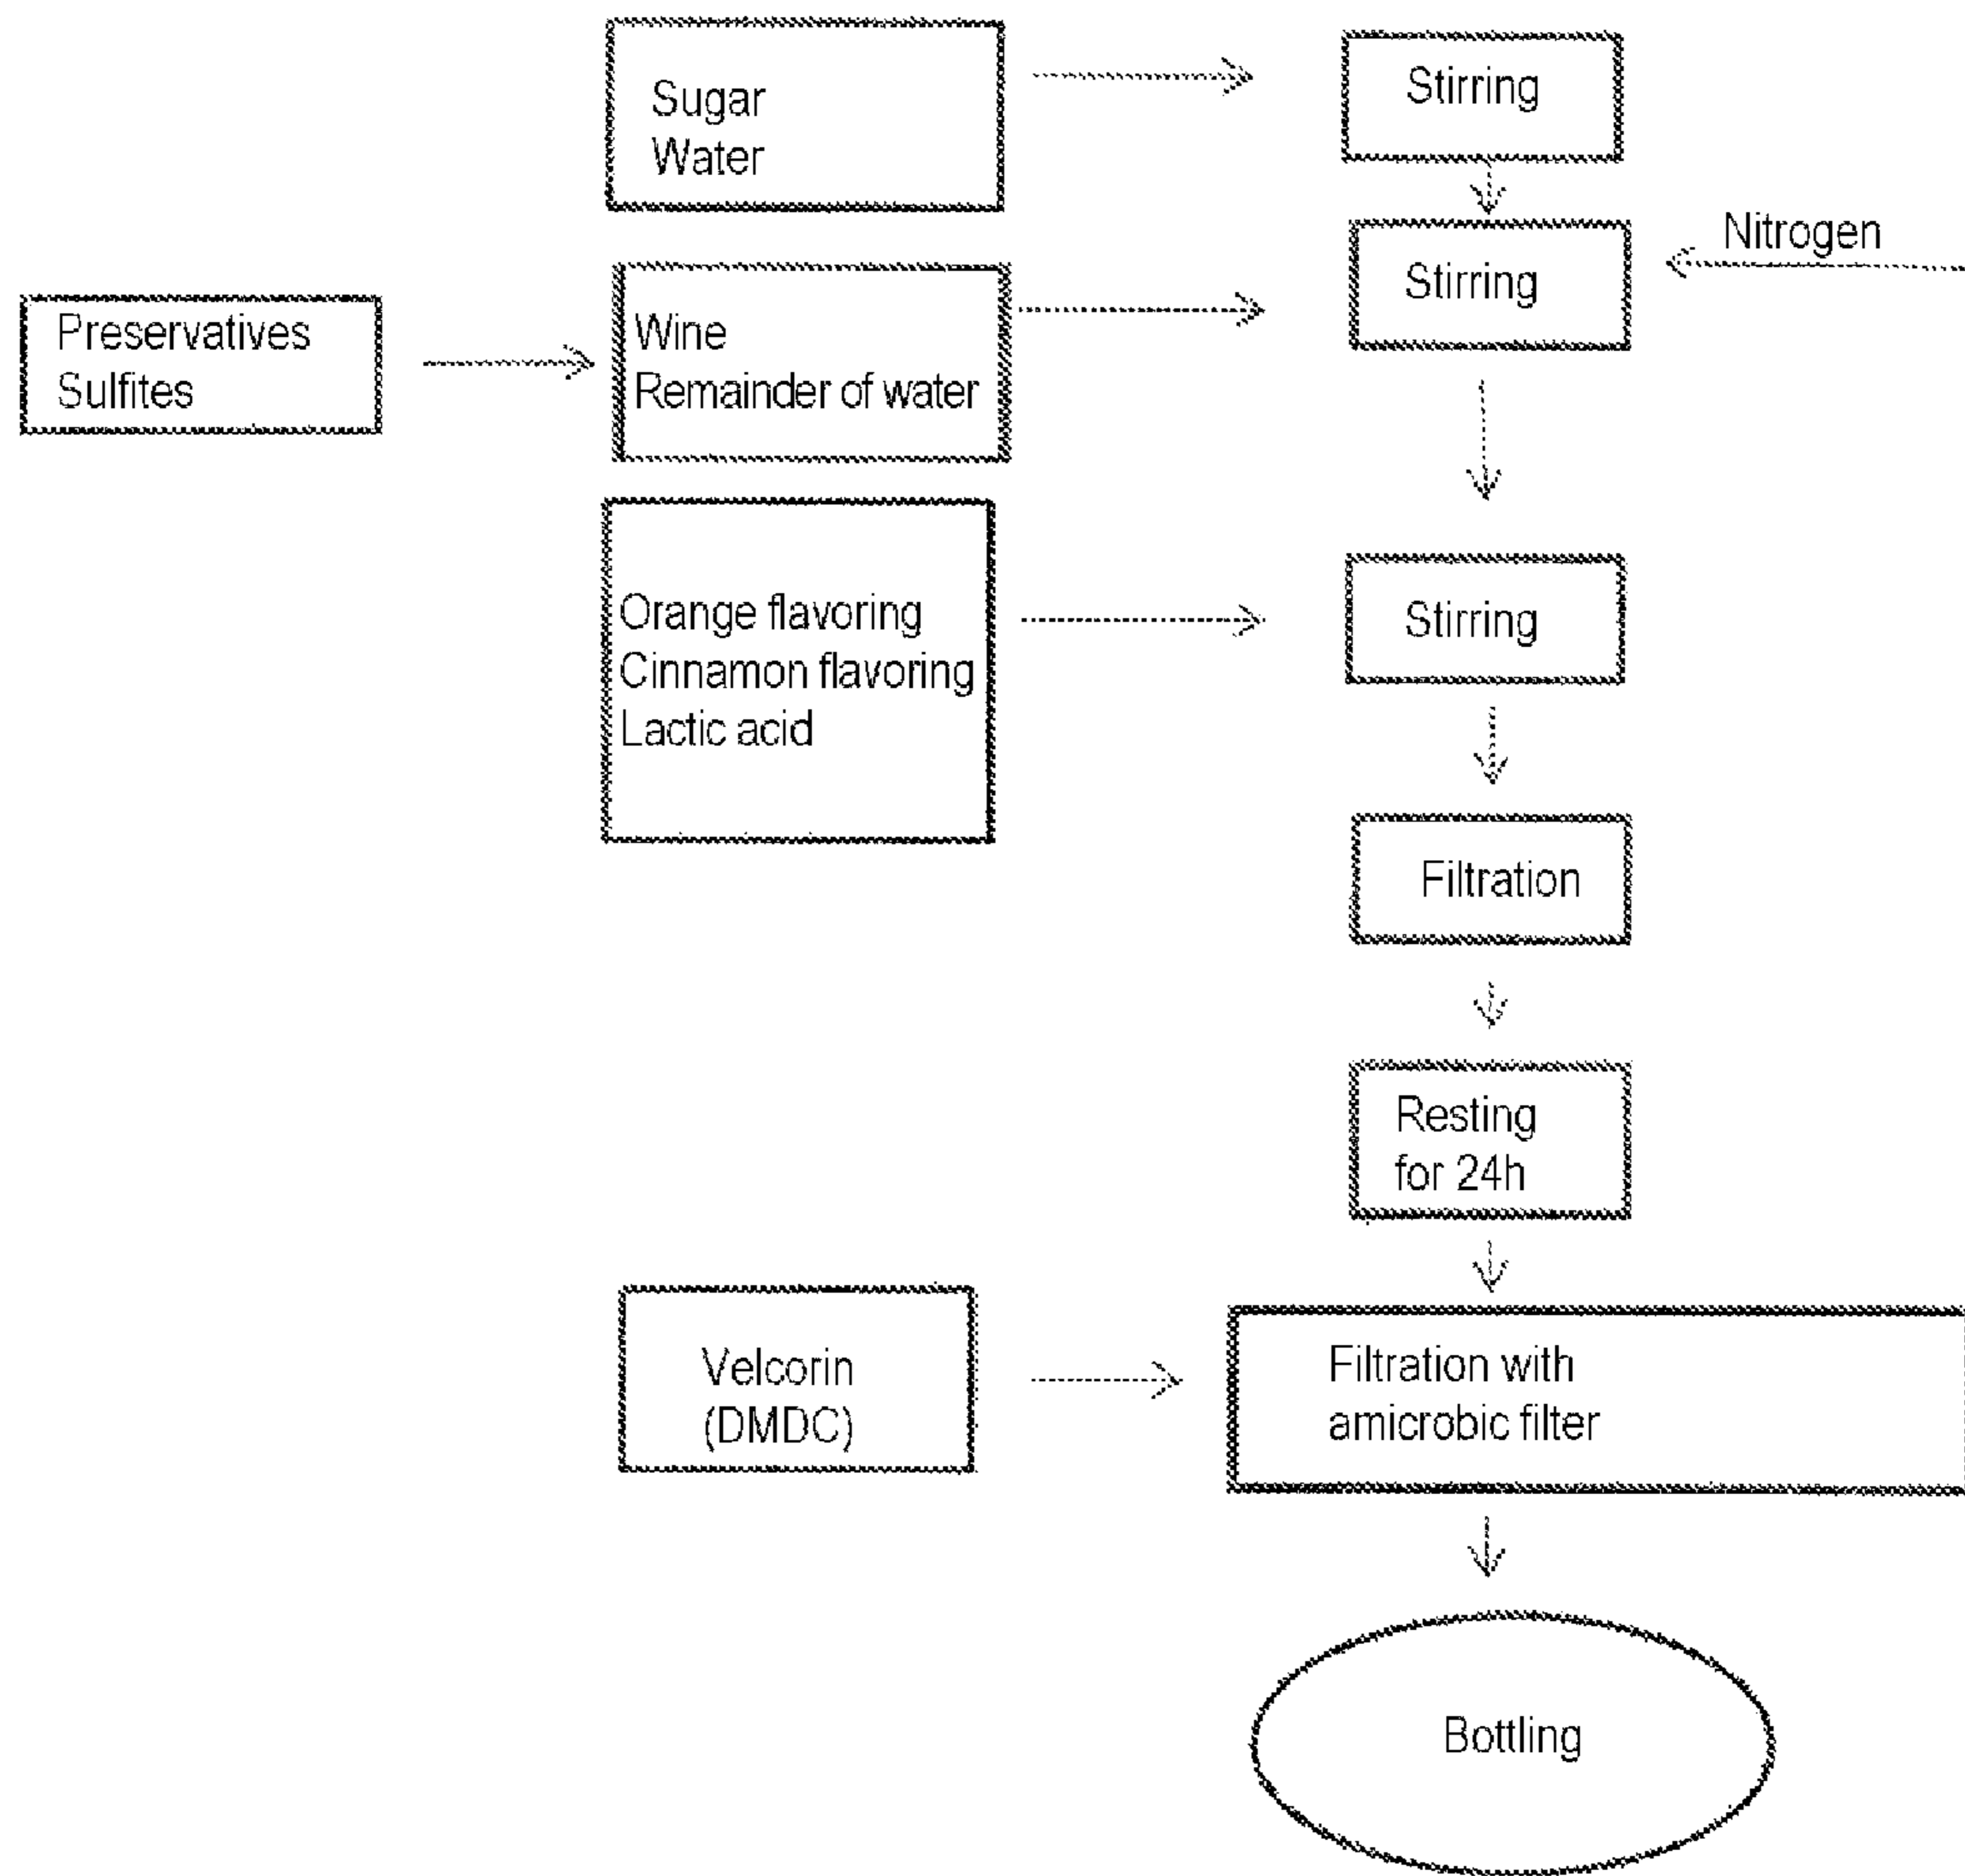 Sugar
Water
Stirring
Nitrogen
Stirring
Preservatives
Sulfites
Wine
Remainder of water
Orange flavoring
Cinnamon flavoring
Lactic acid
Stirring
Filtration
Resting
for 24h
Velcorin
(DMDC)
Filtration with
amicrobic filter
Bottling